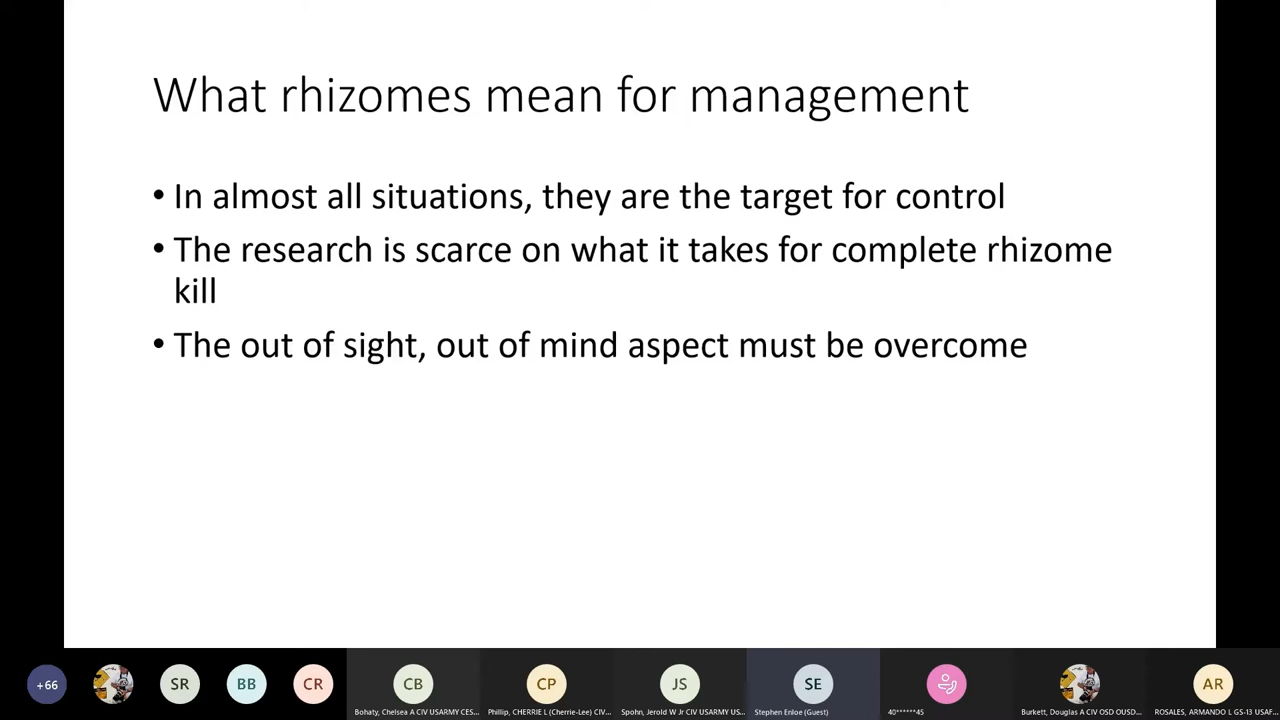 What rhizomes mean for management
• In almost all situations, they are the target for control
• The research is scarce on what it takes for complete rhizome
kill
• The out of sight, out of mind aspect must be overcome
+66
SR
BB
CR
CB
CP
JS
SE
AR
Bohaty, Chelsea A CIV USARMY CES...
Phillip, CHERRIE L (Cherrie-Lee) CIV...
Spohn, Jerold W Jr CIV USARMY US...
Stephen Enloe (Guest)
40******45
Burkett, Douglas A CIV OSD OUSD...
ROSALES, ARMANDO L GS-13 USAF...